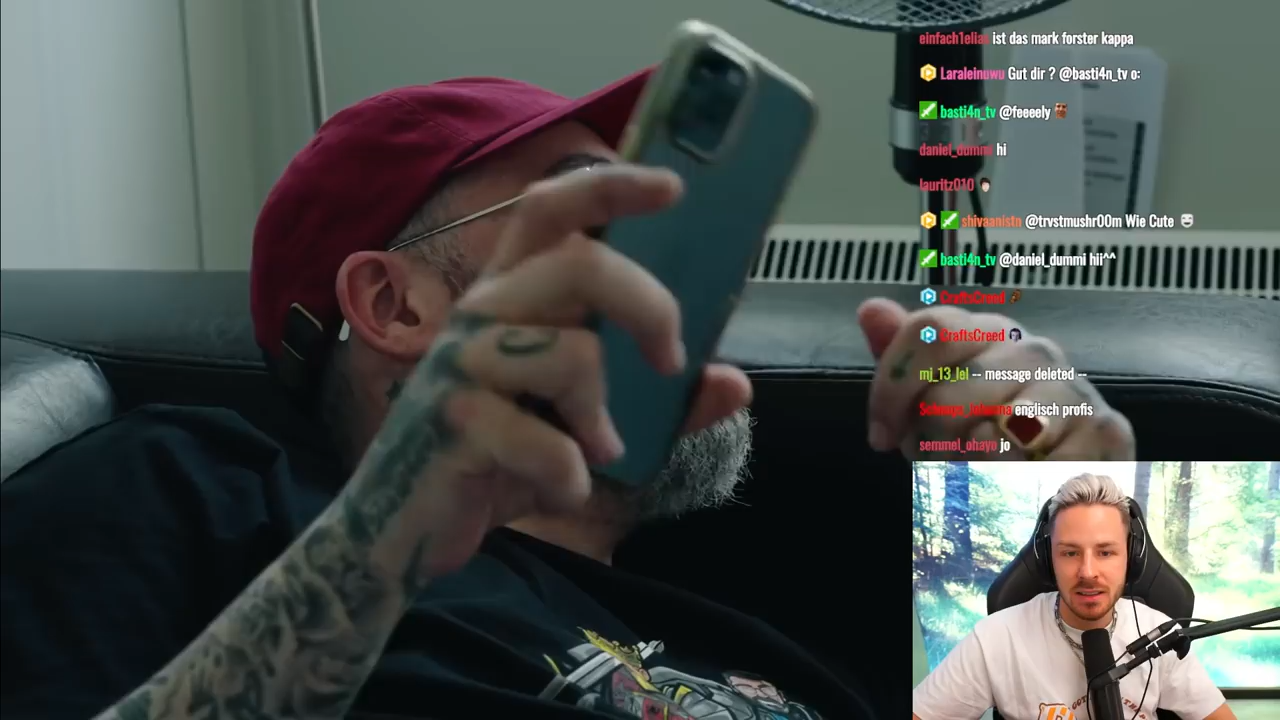 einfach1elias ist das mark forster kappa
Laraleinuwu Gut dir ? @basti4n_tv o:
basti4n_tv @feeeely
daniel_dummi hi
lauritz010
shivaanistn @trvstmushr00m Wie Cute
basti4n_tv @daniel_dummi hii^^
CraftsCreed
CraftsCreed
mj_13_lel -- message deleted --
englisch profis
semmel_ohayo jo